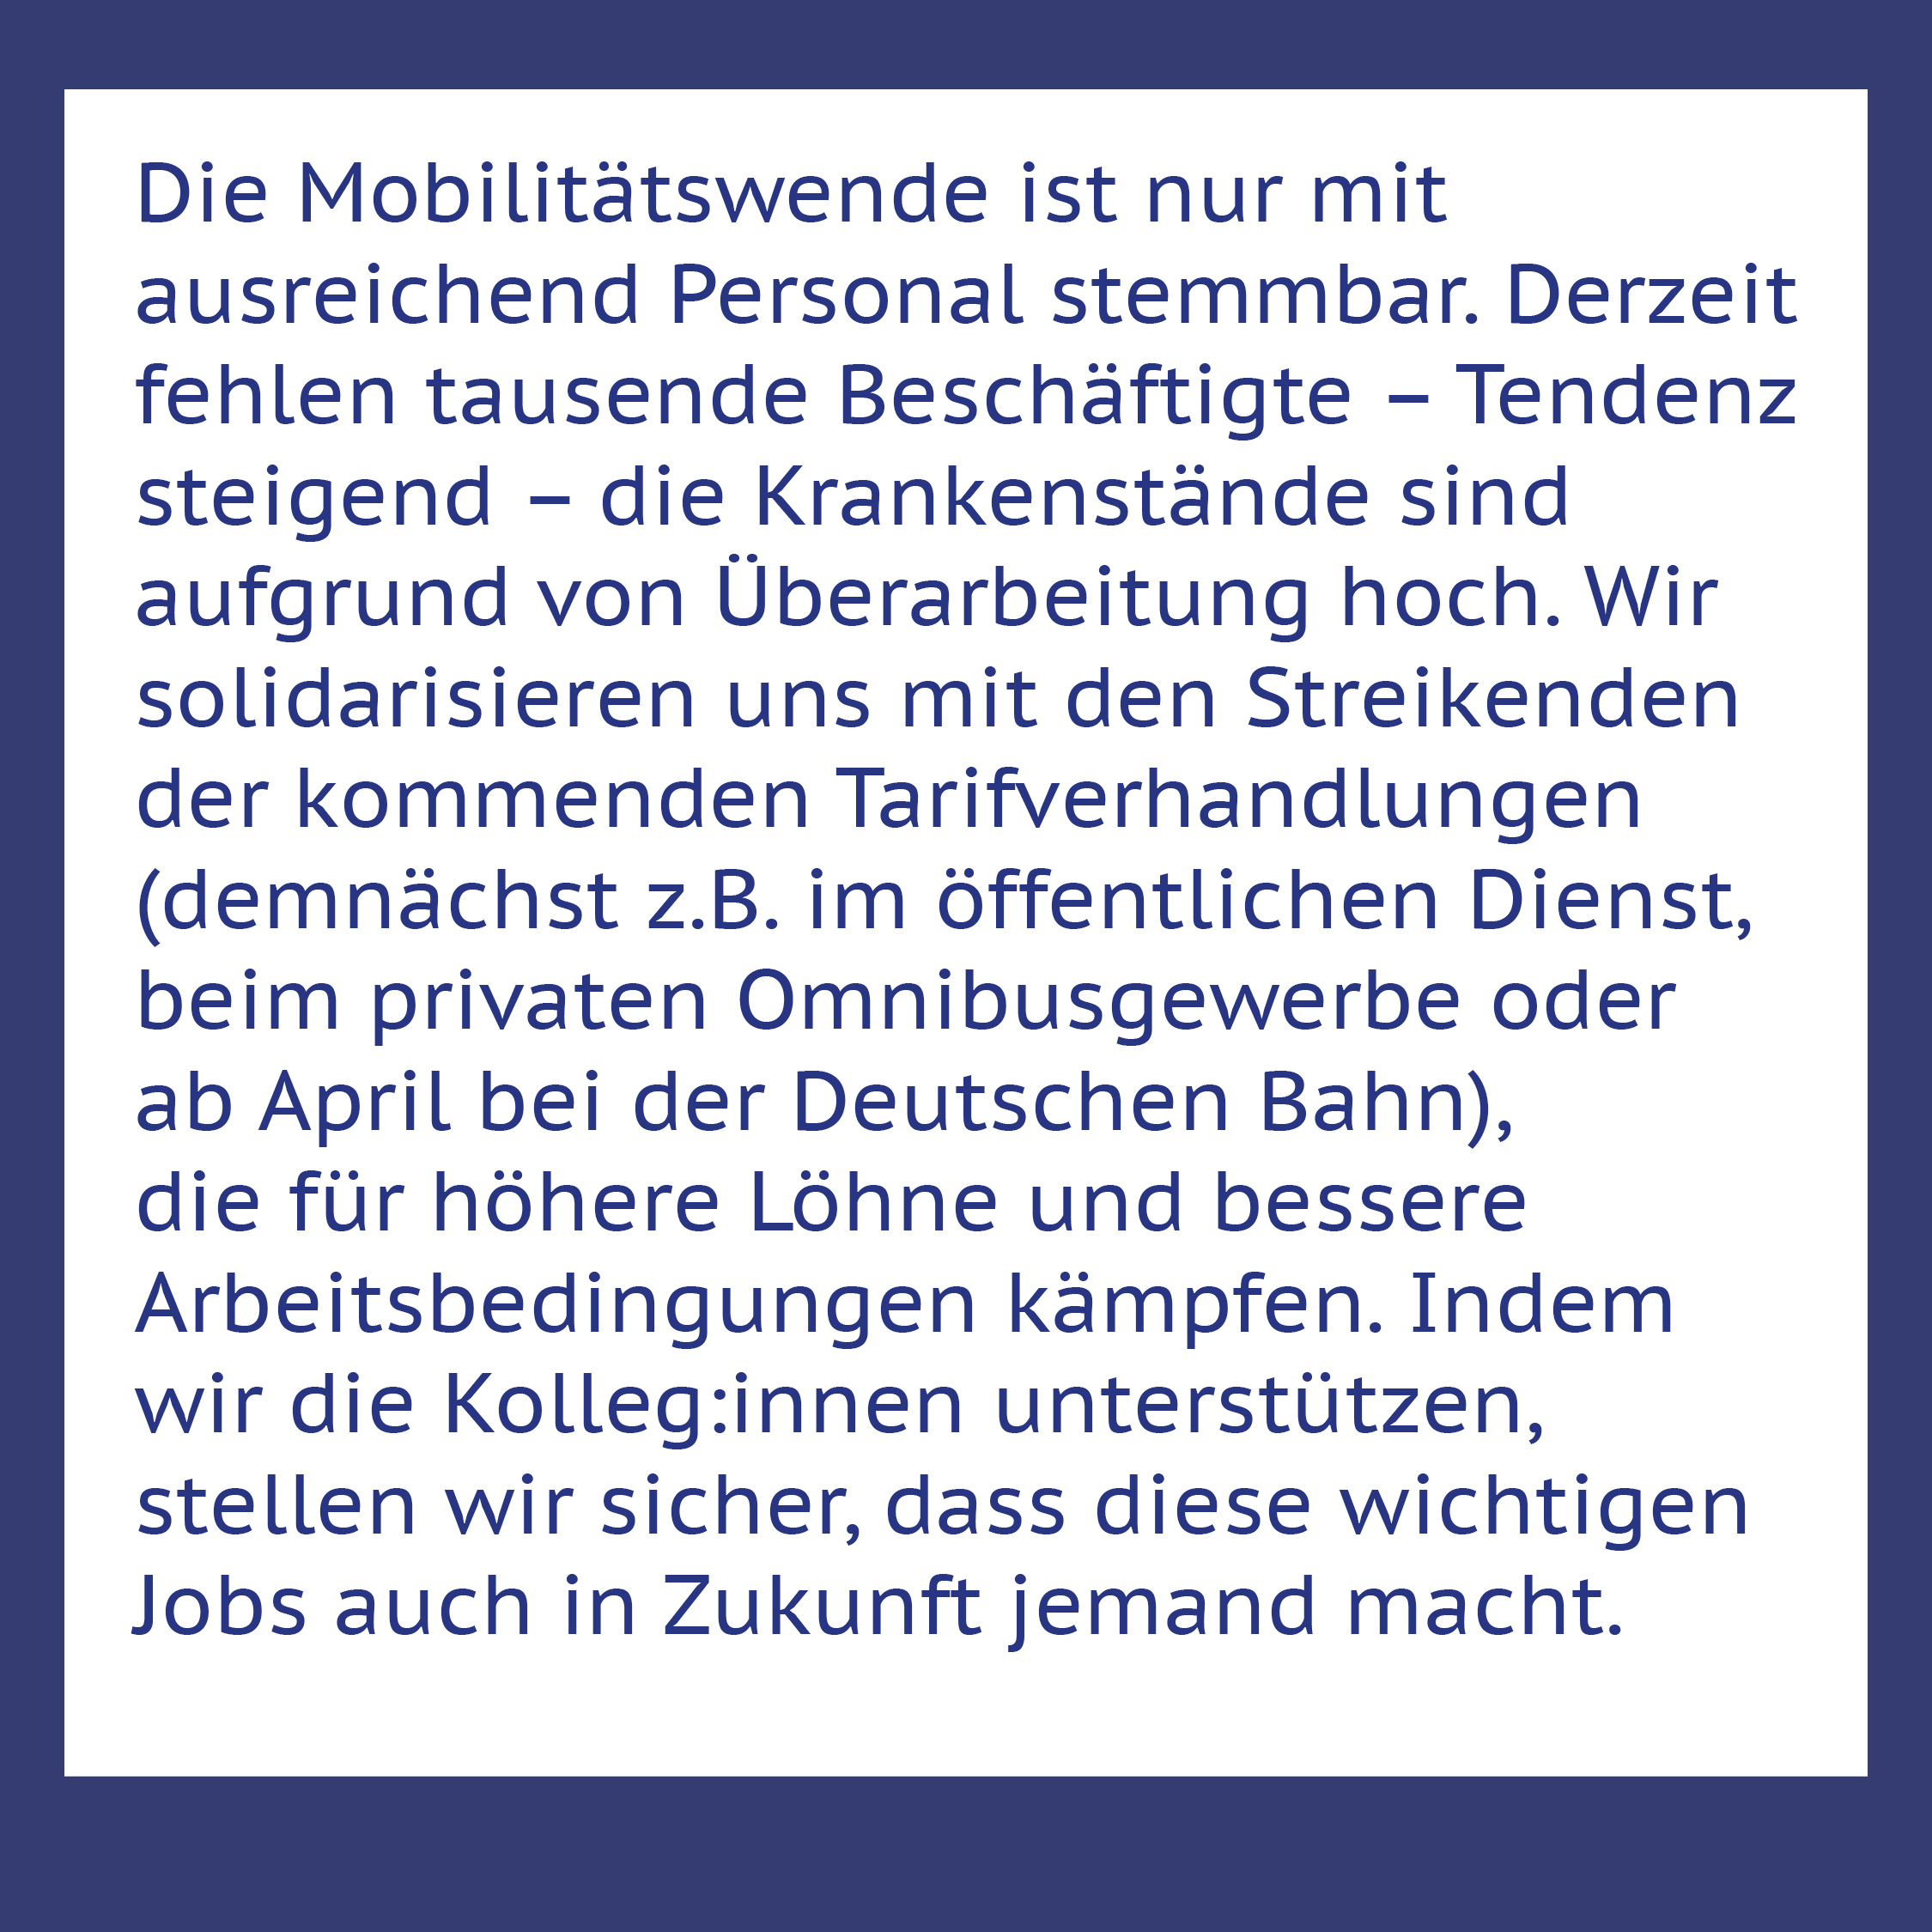 Die Mobilitätswende ist nur mit
ausreichend Personal stemmbar. Derzeit
fehlen tausende Beschäftigte – Tendenz
steigend – die Krankenstände sind
aufgrund von Überarbeitung hoch. Wir
solidarisieren uns mit den Streikenden
der kommenden Tarifverhandlungen
(demnächst z.B. im öffentlichen Dienst,
beim privaten Omnibusgewerbe oder
ab April bei der Deutschen Bahn),
die für höhere Löhne und bessere
Arbeitsbedingungen kämpfen. Indem
wir die Kolleg:innen unterstützen,
stellen wir sicher, dass diese wichtigen
Jobs auch in Zukunft jemand macht.